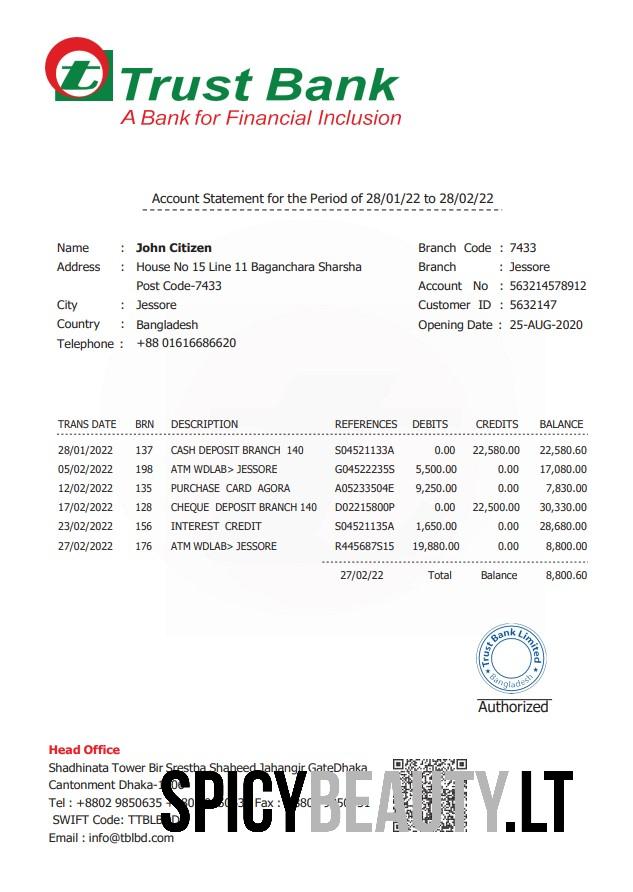 t Trust Bank
A Bank for Financial Inclusion
Account Statement for the Period of 28/01/22 to 28/02/22
Name : John Citizen
Address : House No 15 Line 11 Baganchara Sharsha
Post Code-7433
City : Jessore
Country : Bangladesh
Telephone : +88 01616686620
Branch Code : 7433
Branch : Jessore
Account No : 563214578912
Customer ID : 5632147
Opening Date : 25-AUG-2020
TRANS DATE BRN DESCRIPTION REFERENCES DEBITS CREDITS BALANCE
28/01/2022 137 CASH DEPOSIT BRANCH 140 S04521133A 0.00 22,580.00 22,580.60
05/02/2022 198 ATM WDLAB> JESSORE G04522235S 5,500.00 0.00 17,080.00
12/02/2022 135 PURCHASE CARD AGORA A05233504E 9,250.00 0.00 7,830.00
17/02/2022 128 CHEQUE DEPOSIT BRANCH 140 D02215800P 0.00 22,500.00 30,330.00
23/02/2022 156 INTEREST CREDIT S04521135A 1,650.00 0.00 28,680.00
27/02/2022 176 ATM WDLAB> JESSORE R445687S15 19,880.00 0.00 8,800.00
27/02/22 Total Balance 8,800.60
Trust Bank Limited
Bangladesh
Authorized
Head Office
Shadhinata Tower Bir Srestha Shaheed Jahangir GateDhaka
Cantonment
Tel : +8802 9850635 Fax :
SWIFT Code:
Email : info@tblbd.com
SPICYBEAUTY.LT